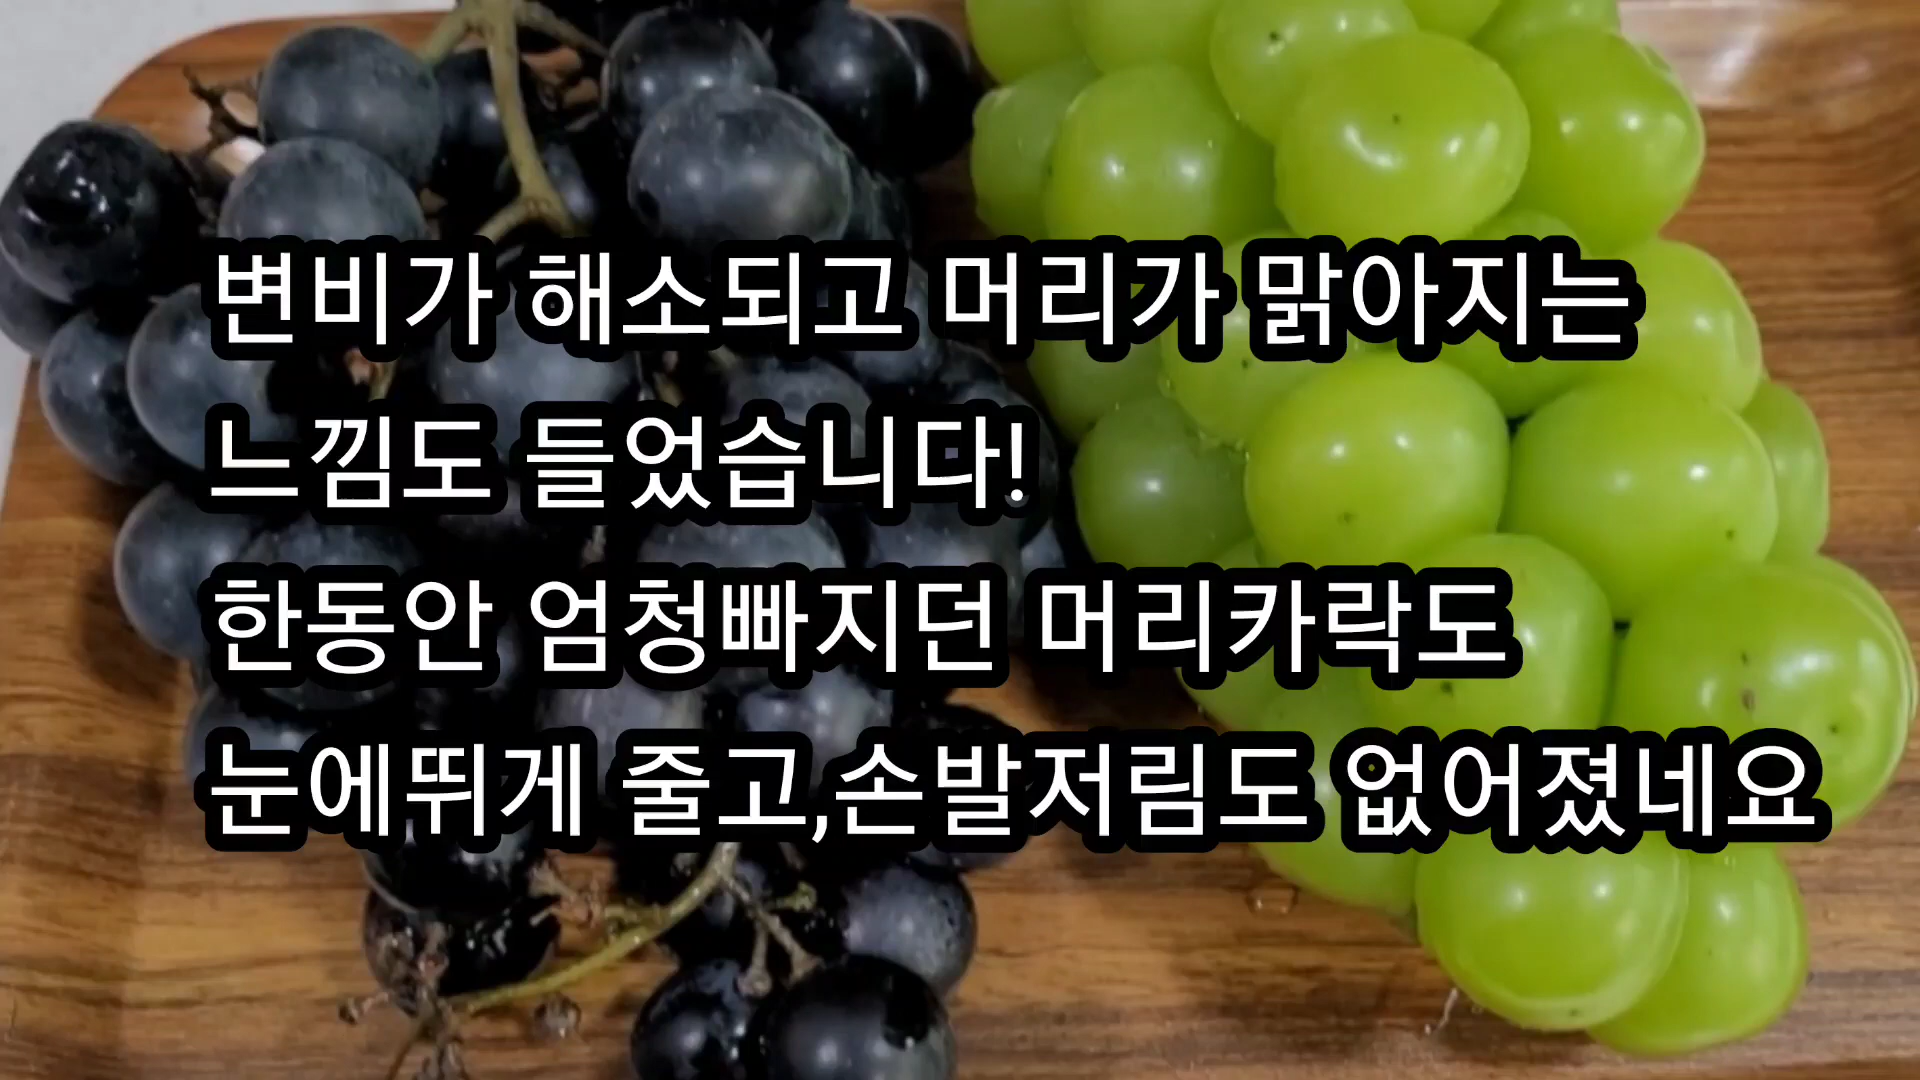 변비가 해소되고 머리가 맑아지는
느낌도 들었습니다!
한동안 엄청빠지던 머리카락도
눈에뛰게 줄고,손발저림도 없어졌네요